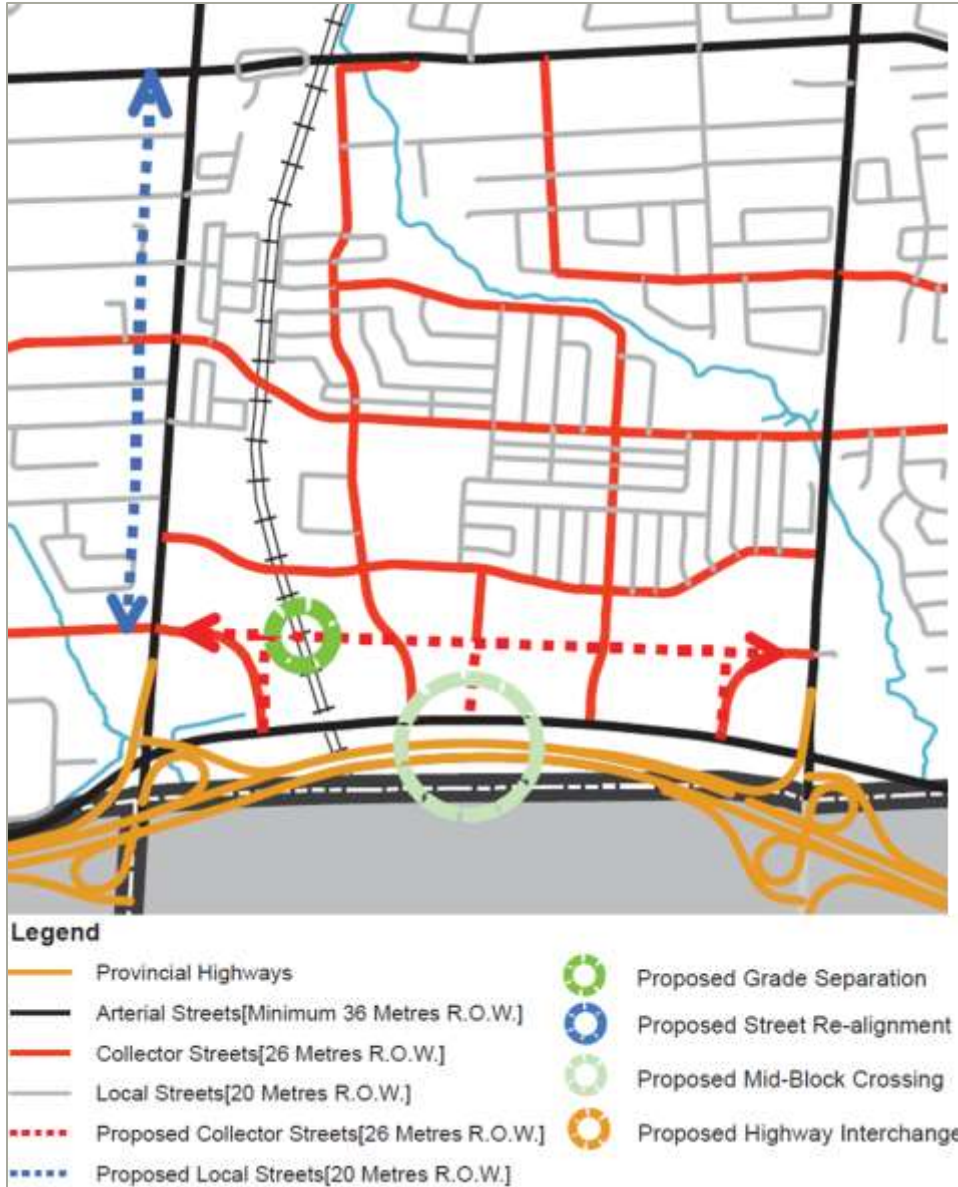 Legend
Provincial Highways
Arterial Streets[Minimum 36 Metres R.O.W.]
Collector Streets[26 Metres R.O.W.]
Local Streets[20 Metres R.O.W.]
Proposed Collector Streets[26 Metres R.O.W.]
Proposed Local Streets[20 Metres R.O.W.]
Proposed Grade Separation
Proposed Street Re-alignment
Proposed Mid-Block Crossing
Proposed Highway Interchange